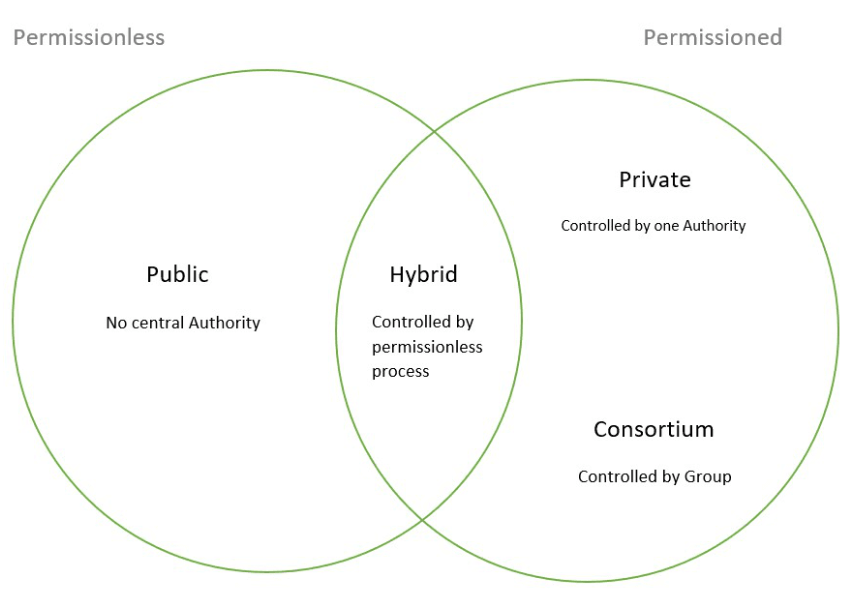 Permissionless
Permissioned
Public
No central Authority
Hybrid
Controlled by
permissionless
process
Private
Controlled by one Authority
Consortium
Controlled by Group